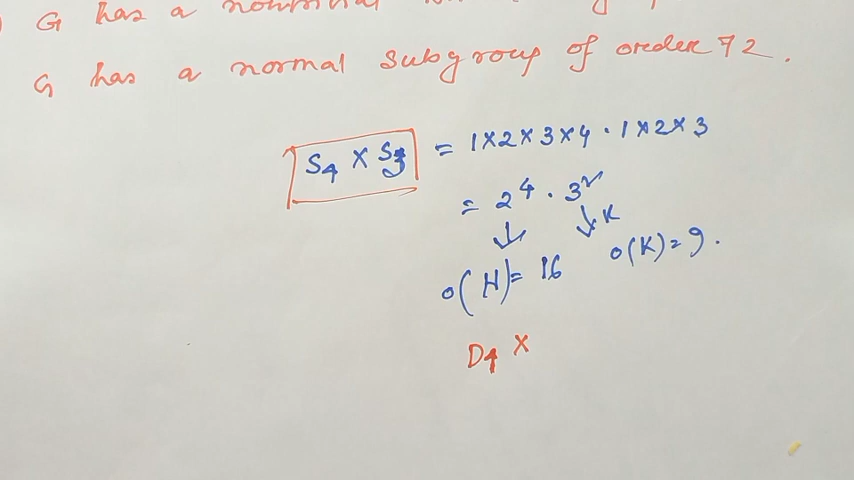 G has a
G has a normal subgroup of order 72.
S4 × S3 = 1×2×3×4 · 1×2×3
= 2^4 · 3^2
↓ ↓ K
o(H) = 16 o(K) = 9.
D4 ×